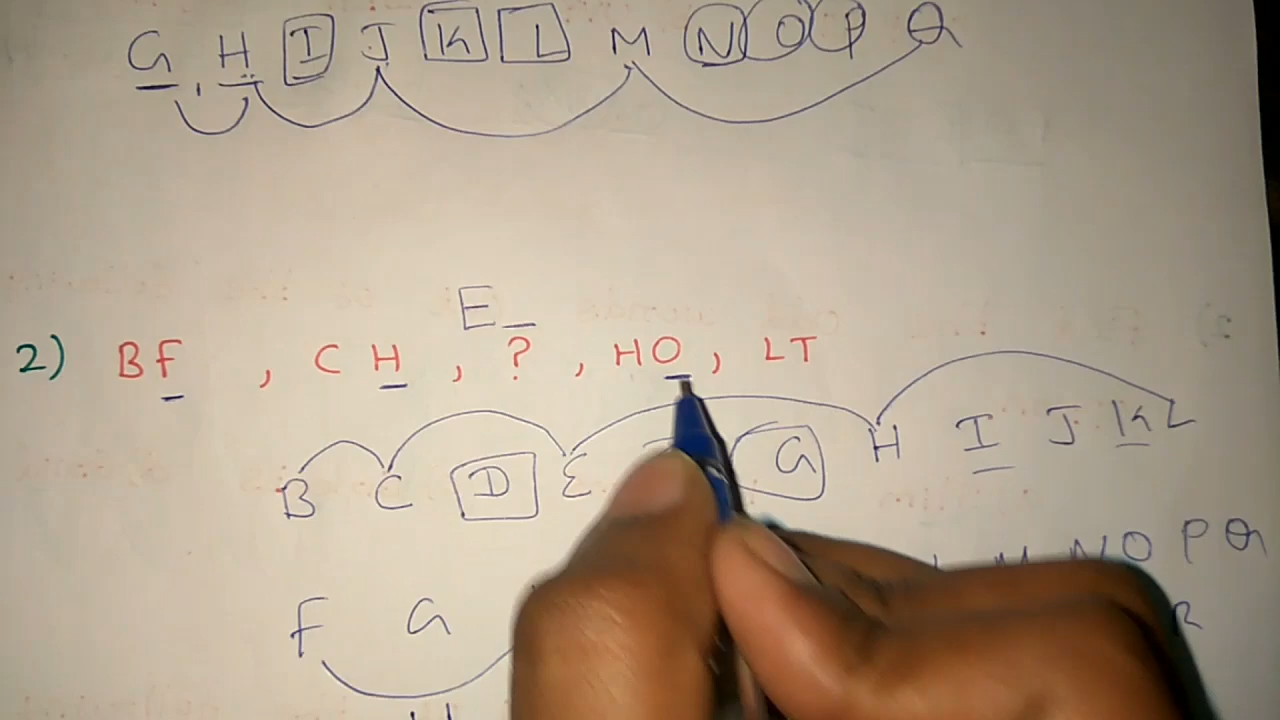 G, H I J K L M N O P Q
E_
2) BF, CH, ?, HO, LT
B C D E G H I J K L
M N O P Q
F G